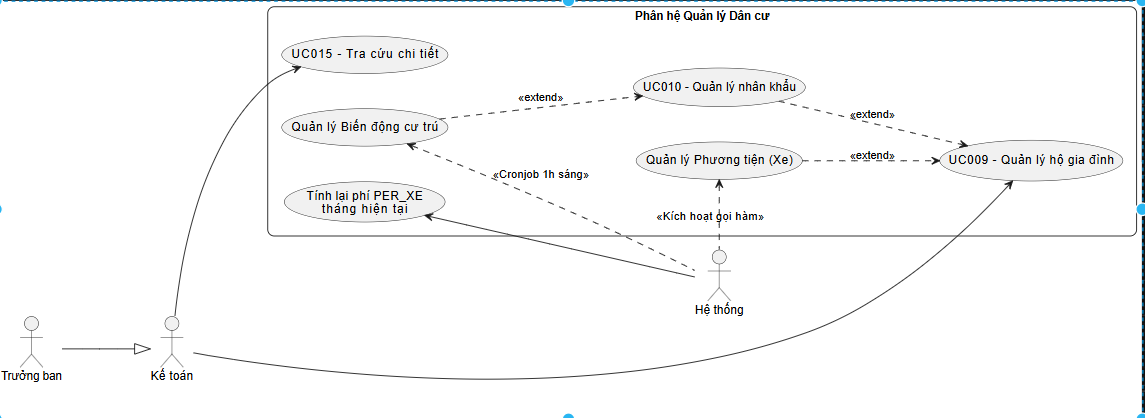 Phân hệ Quản lý Dân cư
UC015 - Tra cứu chi tiết
UC010 - Quản lý nhân khẩu
«extend»
«extend»
Quản lý Biến động cư trú
Quản lý Phương tiện (Xe)
«extend»
UC009 - Quản lý hộ gia đình
«Cronjob 1h sáng»
Tính lại phí PER_XE
tháng hiện tại
«Kích hoạt gọi hàm»
Hệ thống
Trưởng ban
Kế toán